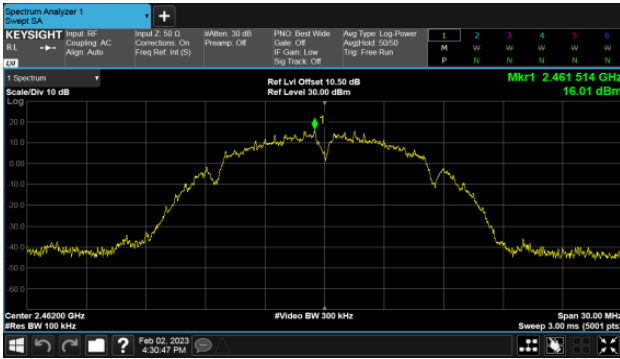 Spectrum Analyzer 1
Swept SA
KEYSIGHT Input: RF Input Z: 50 Ω #Atten: 30 dB PNO: Best Wide Avg Type: Log-Power 1 2 3 4 5 6
RL Coupling: AC Corrections: On Preamp: Off Gate: Off Avg|Hold: 50/50 M W W W W W
Align: Auto Freq Ref: Int (S) IF Gain: Low Trig: Free Run
LXI Sig Track: Off P N N N N N
1 Spectrum Ref Lvl Offset 10.50 dB Mkr1 2.461 514 GHz
Scale/Div 10 dB Ref Level 30.00 dBm 16.01 dBm
Log
1
20.0
10.0
0.00
-10.0
-20.0
-30.0
-40.0
-50.0
-60.0
Center 2.46200 GHz #Video BW 300 kHz Span 30.00 MHz
#Res BW 100 kHz Sweep 3.00 ms (5001 pts)
? Feb 02, 2023
4:30:47 PM